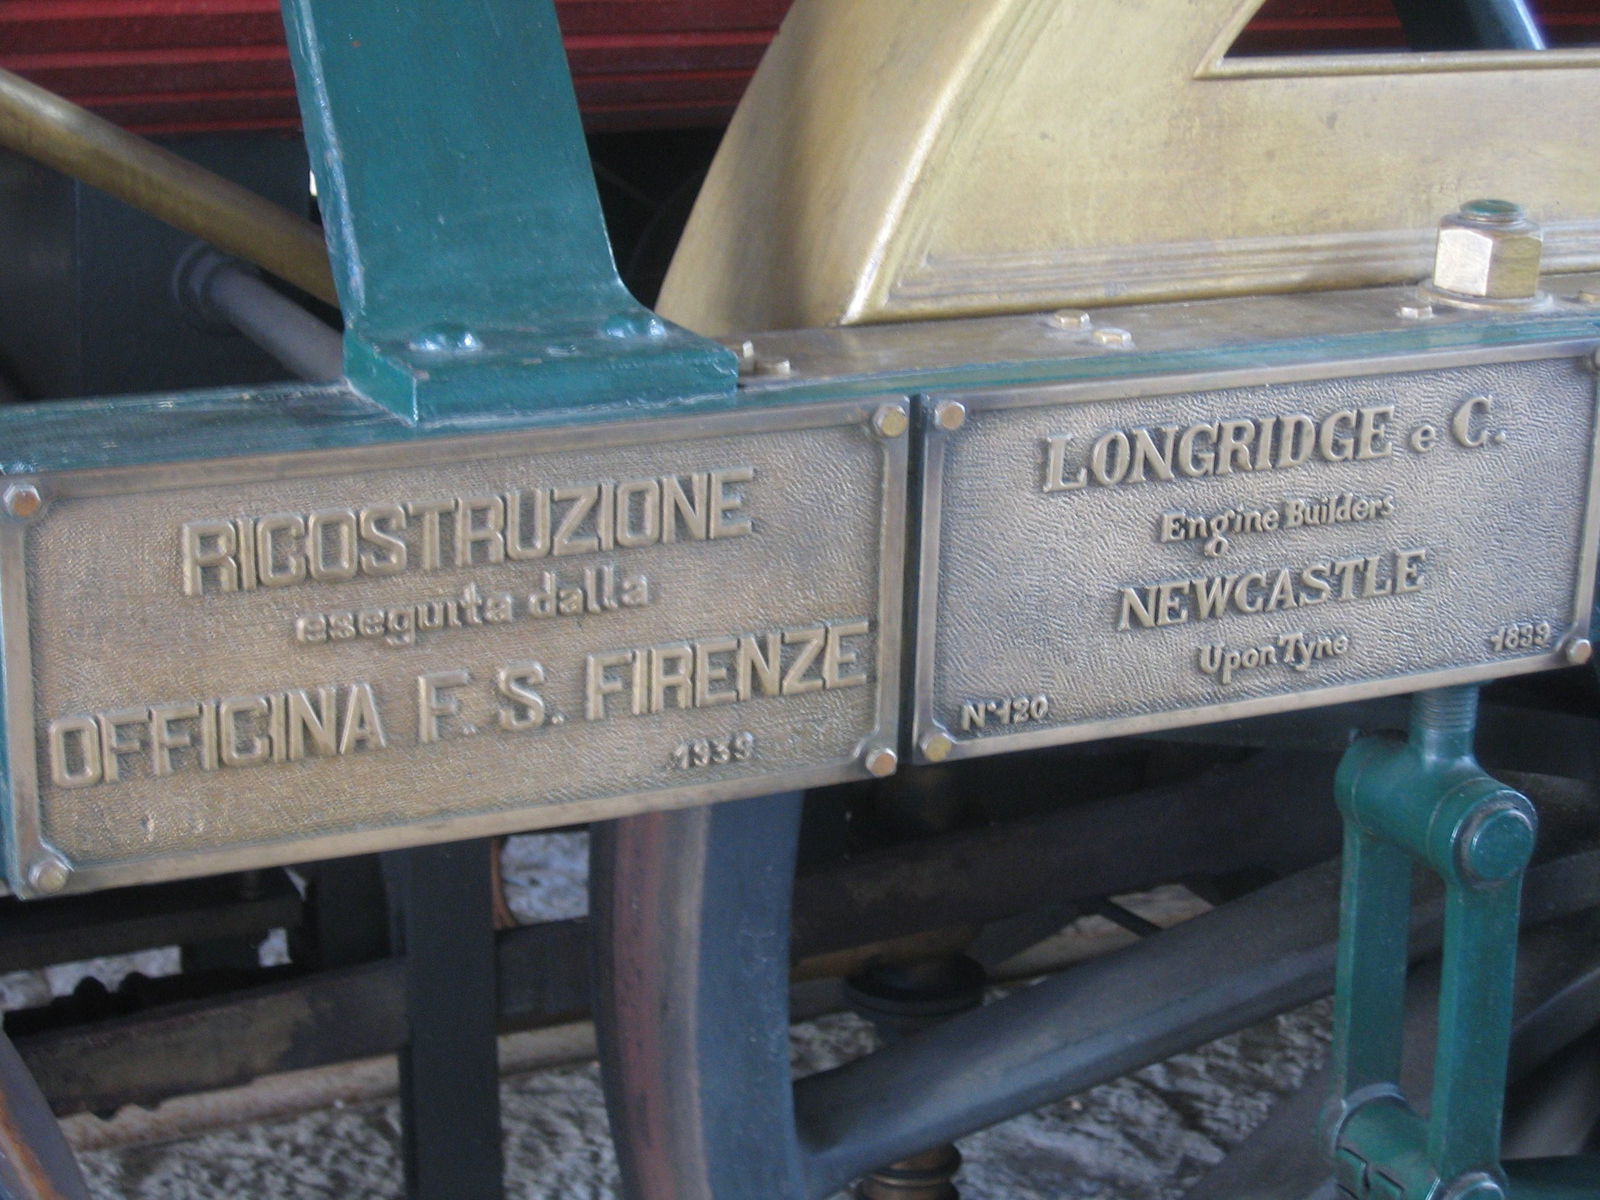 RICOSTRUZIONE
eseguita dalla
OFFICINA F. S. FIRENZE
1939
LONGRIDGE e C.
Engine Builders
NEWCASTLE
Upon Tyne
1839
N° 120